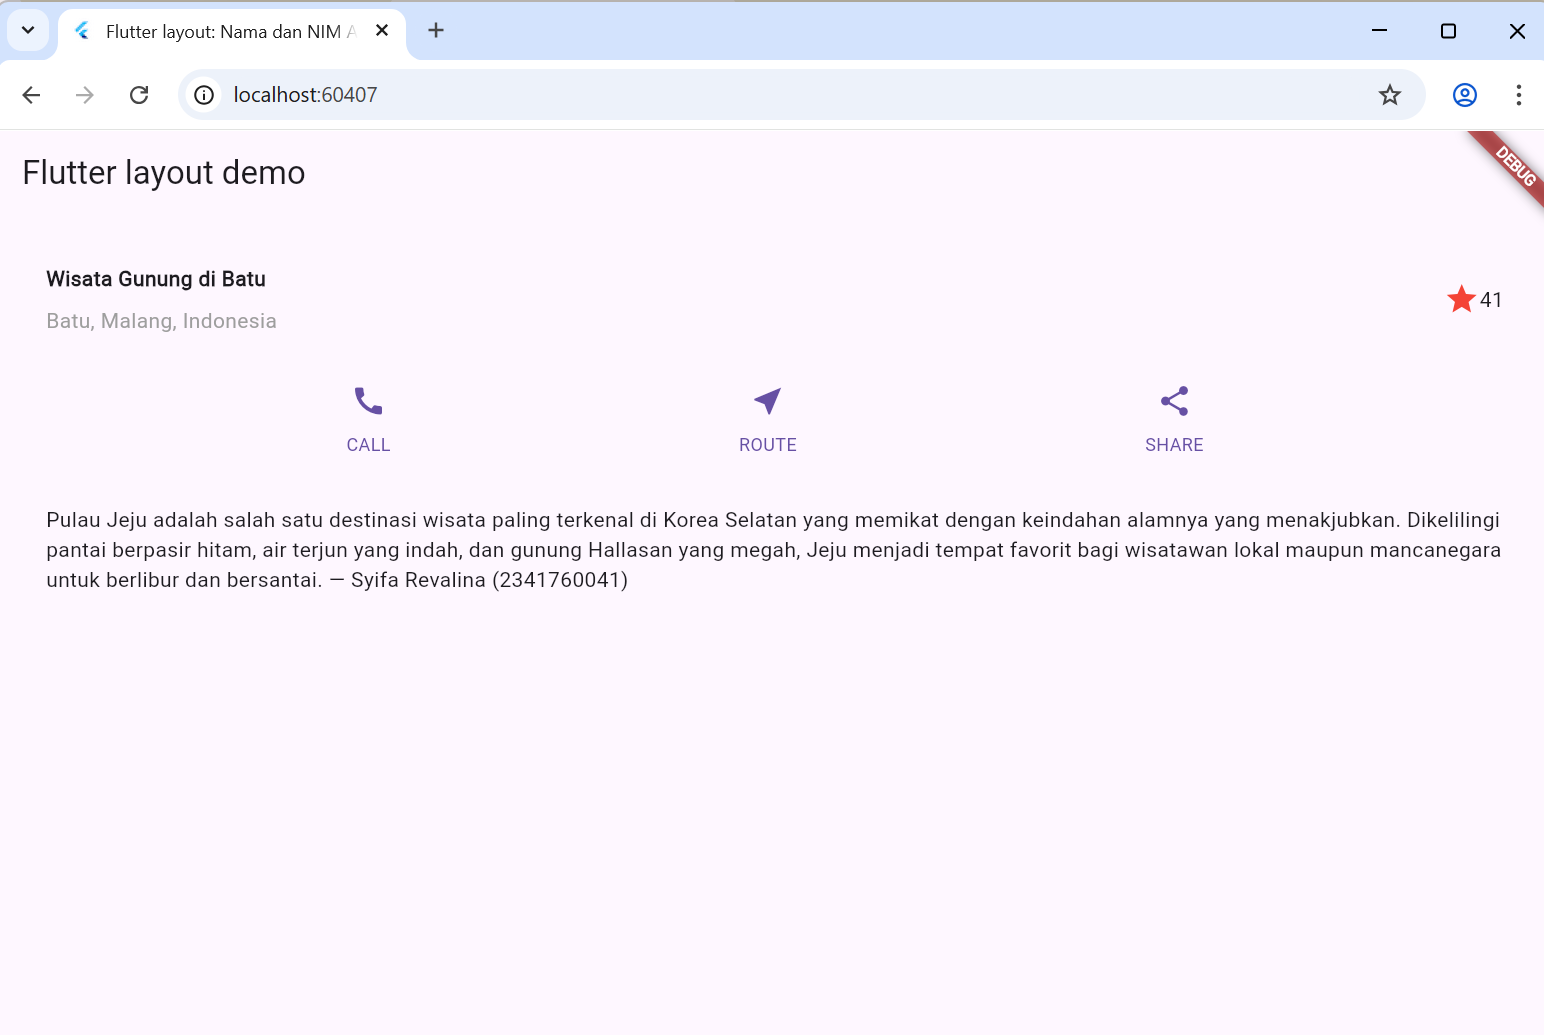 Flutter layout: Nama dan NIM A
localhost:60407
Flutter layout demo
DEBUG
Wisata Gunung di Batu
Batu, Malang, Indonesia
41
CALL
ROUTE
SHARE
Pulau Jeju adalah salah satu destinasi wisata paling terkenal di Korea Selatan yang memikat dengan keindahan alamnya yang menakjubkan. Dikelilingi
pantai berpasir hitam, air terjun yang indah, dan gunung Hallasan yang megah, Jeju menjadi tempat favorit bagi wisatawan lokal maupun mancanegara
untuk berlibur dan bersantai. — Syifa Revalina (2341760041)